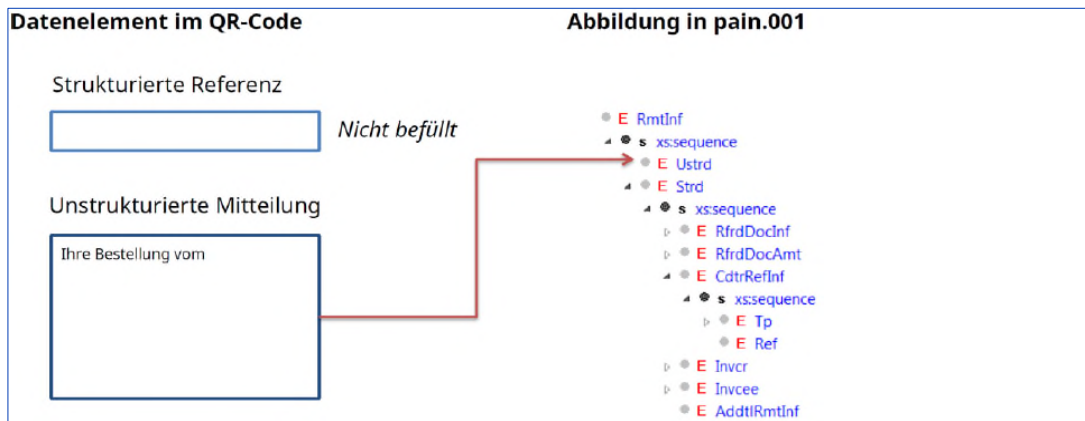 Datenelement im QR-Code
Abbildung in pain.001
Strukturierte Referenz
Nicht befüllt
Unstrukturierte Mitteilung
Ihre Bestellung vom
E RmtInf
s xs:sequence
E Ustrd
E Strd
s xs:sequence
E RfrdDocInf
E RfrdDocAmt
E CdtrRefInf
s xs:sequence
E Tp
E Ref
E Invcr
E Invcee
E AddtlRmtInf